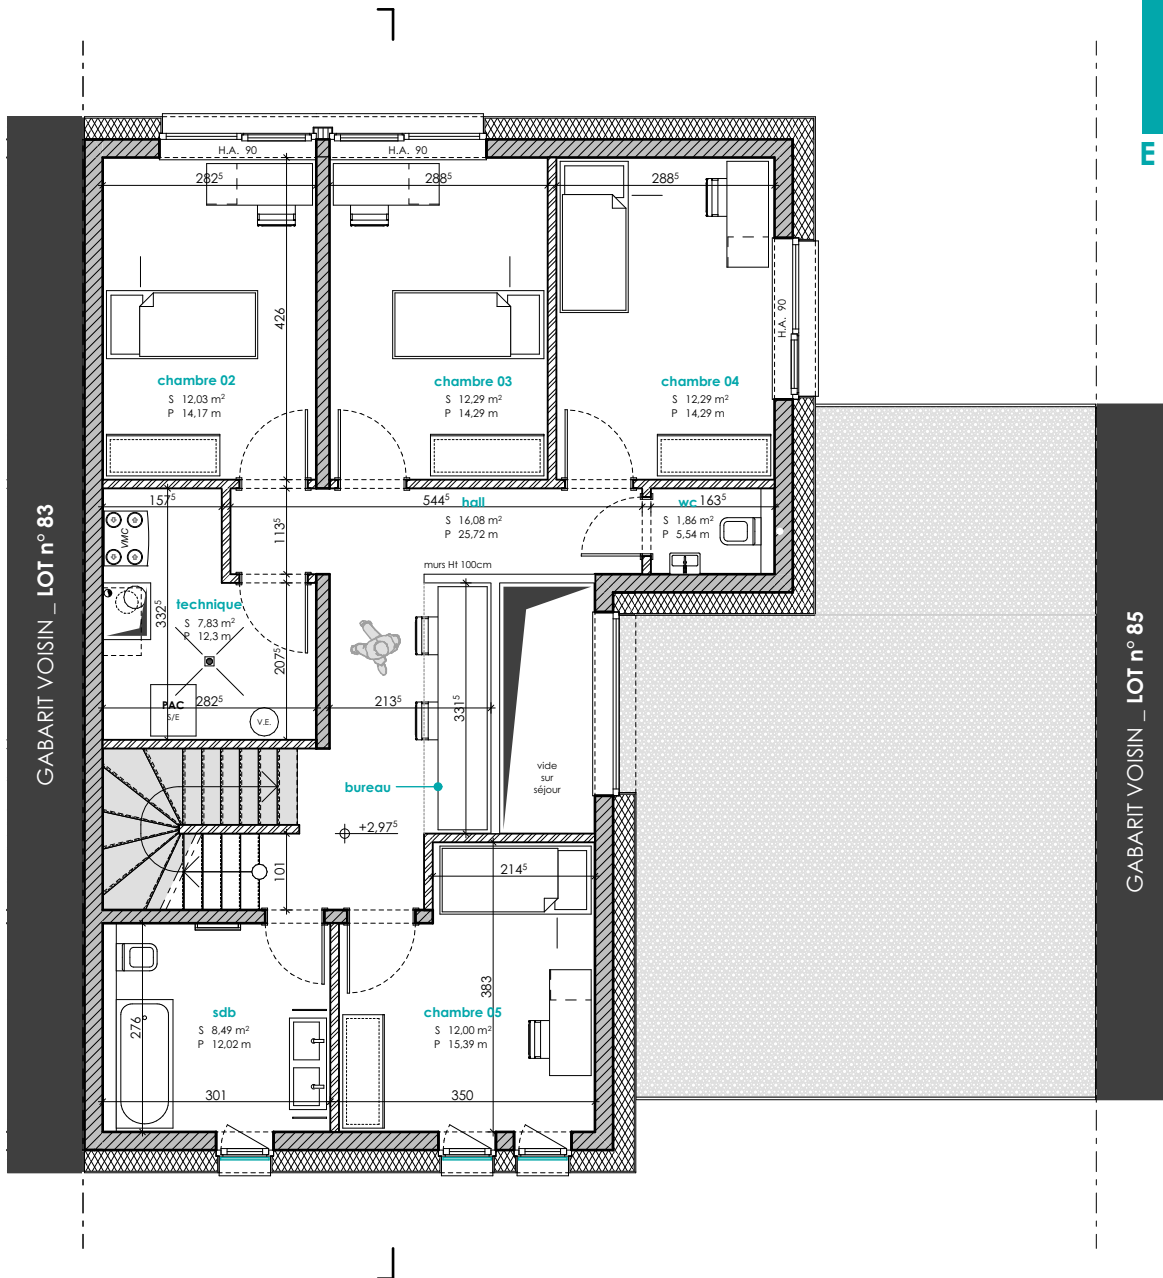 E
H.A. 90
H.A. 90
282⁵
288⁵
288⁵
426
H.A. 90
chambre 02
S 12,03 m²
P 14,17 m
chambre 03
S 12,29 m²
P 14,29 m
chambre 04
S 12,29 m²
P 14,29 m
157⁵
544⁵
hall
S 16,08 m²
P 25,72 m
wc
163⁵
S 1,86 m²
P 5,54 m
VMC
113⁵
murs Ht 100cm
technique
S 7,83 m²
P 12,3 m
332⁵
207⁵
282⁵
213⁵
331⁵
PAC
S/E
V.E.
vide
sur
séjour
bureau
+2,97⁵
101
214⁵
383
sdb
S 8,49 m²
P 12,02 m
276
chambre 05
S 12,00 m²
P 15,39 m
301
350
GABARIT VOISIN _ LOT n° 83
GABARIT VOISIN _ LOT n° 85